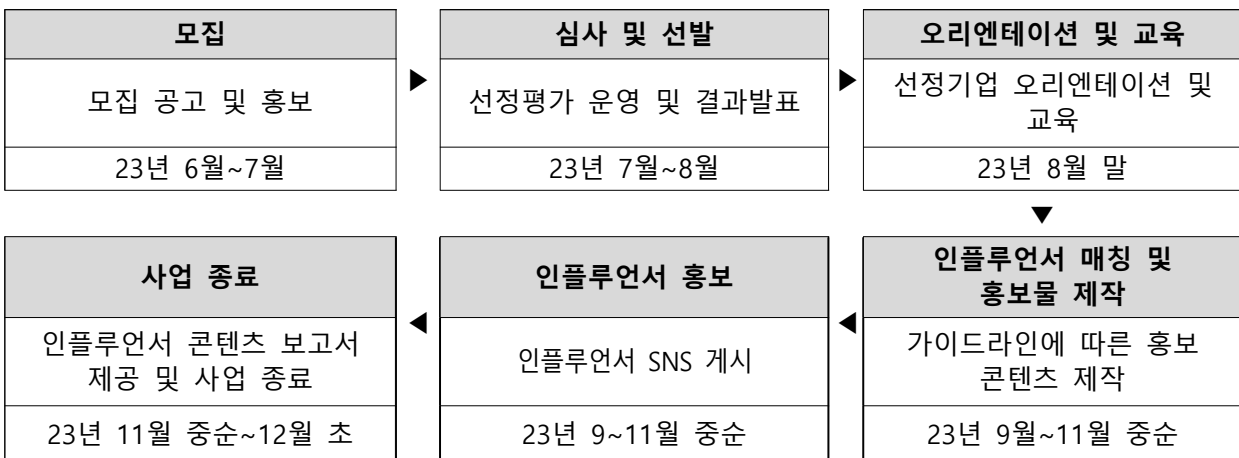 모집
모집 공고 및 홍보
23년 6월~7월
▶
심사 및 선발
선정평가 운영 및 결과발표
23년 7월~8월
▶
오리엔테이션 및 교육
선정기업 오리엔테이션 및
교육
23년 8월 말
▼
인플루언서 매칭 및
홍보물 제작
가이드라인에 따른 홍보
콘텐츠 제작
23년 9월~11월 중순
◀
인플루언서 홍보
인플루언서 SNS 게시
23년 9~11월 중순
◀
사업 종료
인플루언서 콘텐츠 보고서
제공 및 사업 종료
23년 11월 중순~12월 초